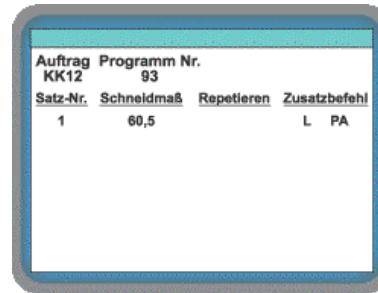 Auftrag Programm Nr.
KK12 93
Satz-Nr. Schneidmaß Repetieren Zusatzbefehl
1 60,5 L PA